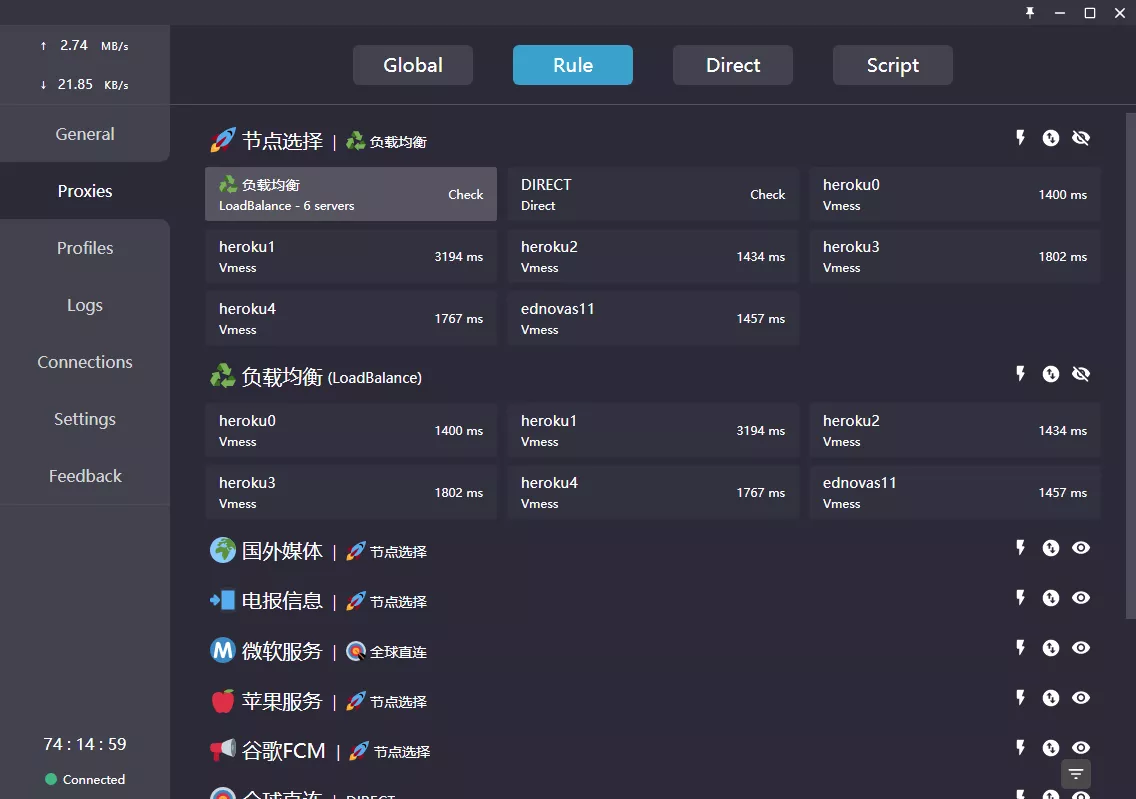 ↑ 2.74 MB/s
↓ 21.85 KB/s
General
Proxies
Profiles
Logs
Connections
Settings
Feedback
74 : 14 : 59
Connected
Global
Rule
Direct
Script
节点选择 | 负载均衡
负载均衡
LoadBalance - 6 servers
Check
DIRECT
Direct
Check
heroku0
Vmess
1400 ms
heroku1
Vmess
3194 ms
heroku2
Vmess
1434 ms
heroku3
Vmess
1802 ms
heroku4
Vmess
1767 ms
ednovas11
Vmess
1457 ms
负载均衡 (LoadBalance)
heroku0
Vmess
1400 ms
heroku1
Vmess
3194 ms
heroku2
Vmess
1434 ms
heroku3
Vmess
1802 ms
heroku4
Vmess
1767 ms
ednovas11
Vmess
1457 ms
国外媒体 | 节点选择
电报信息 | 节点选择
微软服务 | 全球直连
苹果服务 | 节点选择
谷歌FCM | 节点选择
全球直连 | DIRECT